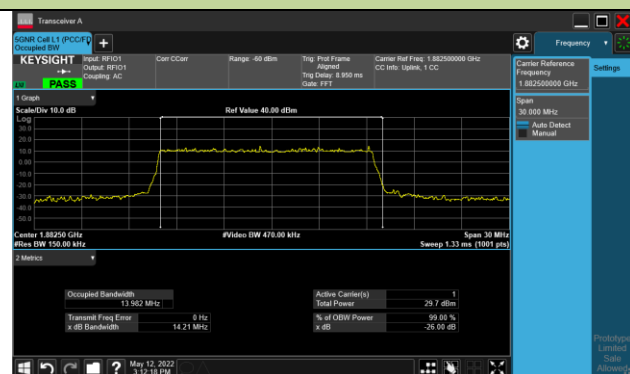 Transceiver A
5GNR Cell L1 (PCC/FD
Occupied BW
Frequency
KEYSIGHT
Input: RFIO1
Output: RFIO1
Coupling: AC
Corr CCorr
Range: -60 dBm
Trig: Prot Frame
Aligned
Trig Delay: 8.950 ms
Gate: FFT
Carrier Ref Freq: 1.882500000 GHz
CC Info: Uplink, 1 CC
PASS
Carrier Reference
Frequency
1.882500000 GHz
Settings
Span
30.000 MHz
Auto Detect
Manual
1 Graph
Scale/Div 10.0 dB
Ref Value 40.00 dBm
Log
30.0
20.0
10.0
0.00
-10.0
-20.0
-30.0
-40.0
-50.0
Center 1.88250 GHz
#Video BW 470.00 kHz
Span 30 MHz
#Res BW 150.00 kHz
Sweep 1.33 ms (1001 pts)
2 Metrics
Occupied Bandwidth
13.982 MHz
Active Carrier(s) 1
Total Power 29.7 dBm
Transmit Freq Error 0 Hz
x dB Bandwidth 14.21 MHz
% of OBW Power 99.00 %
x dB -26.00 dB
Prototype
Limited
Sale
Allowed
May 12, 2022
3:12:18 PM